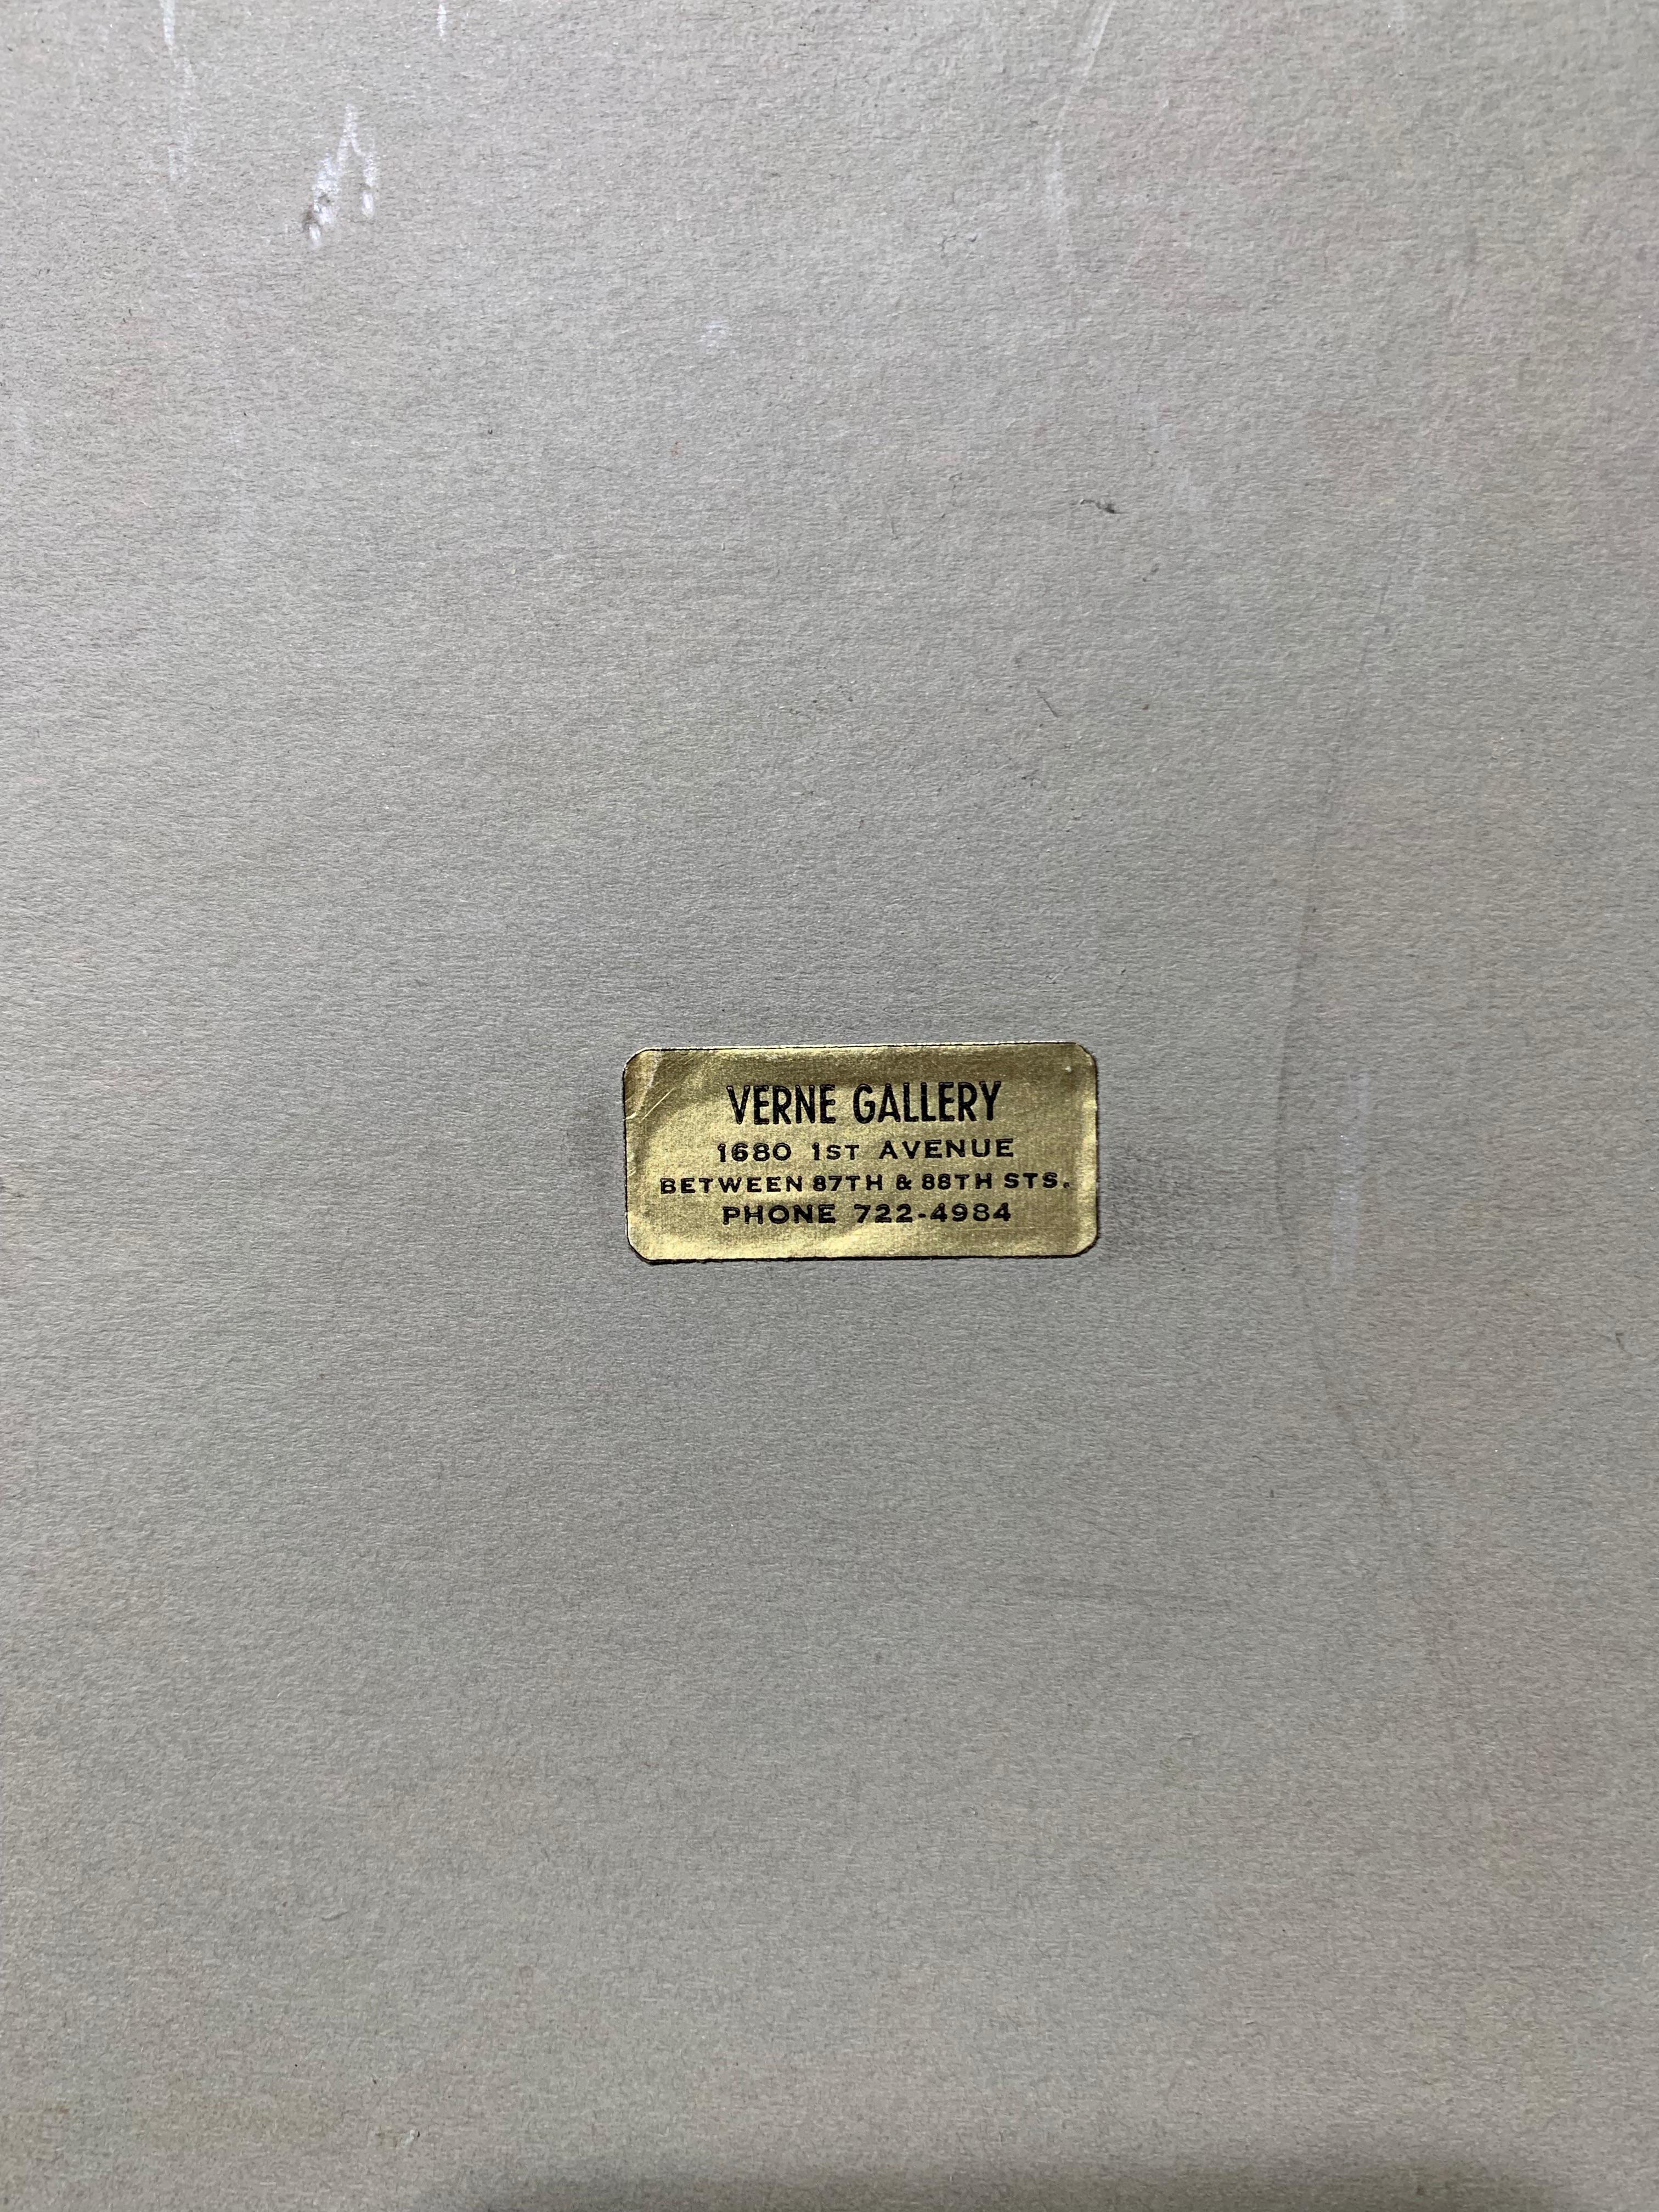 VERNE GALLERY
1680 1ST AVENUE
BETWEEN 87TH & 88TH STS.
PHONE 722-4984